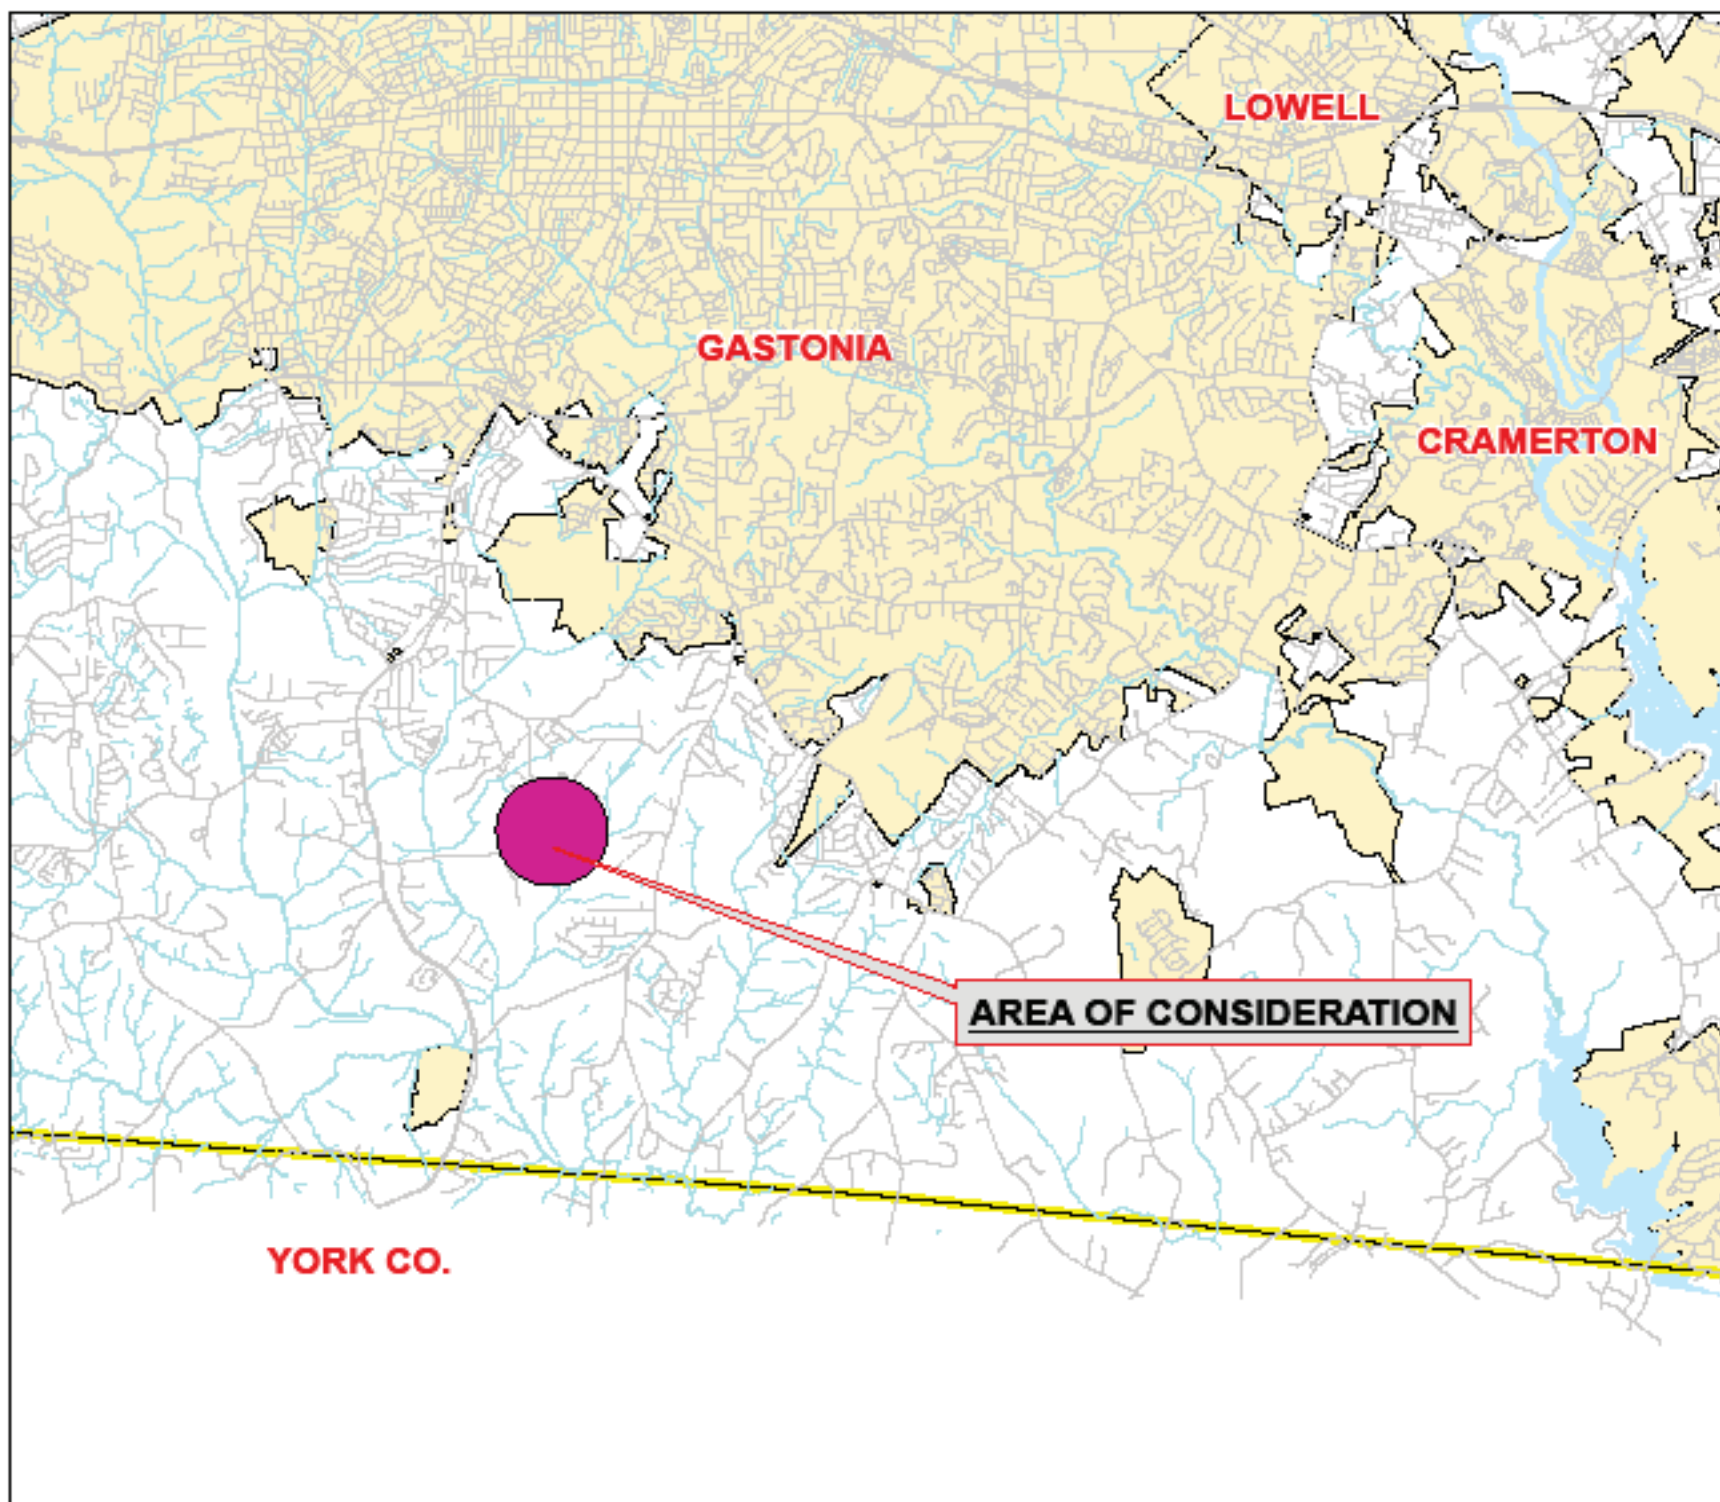 LOWELL
GASTONIA
CRAMERTON
AREA OF CONSIDERATION
YORK CO.